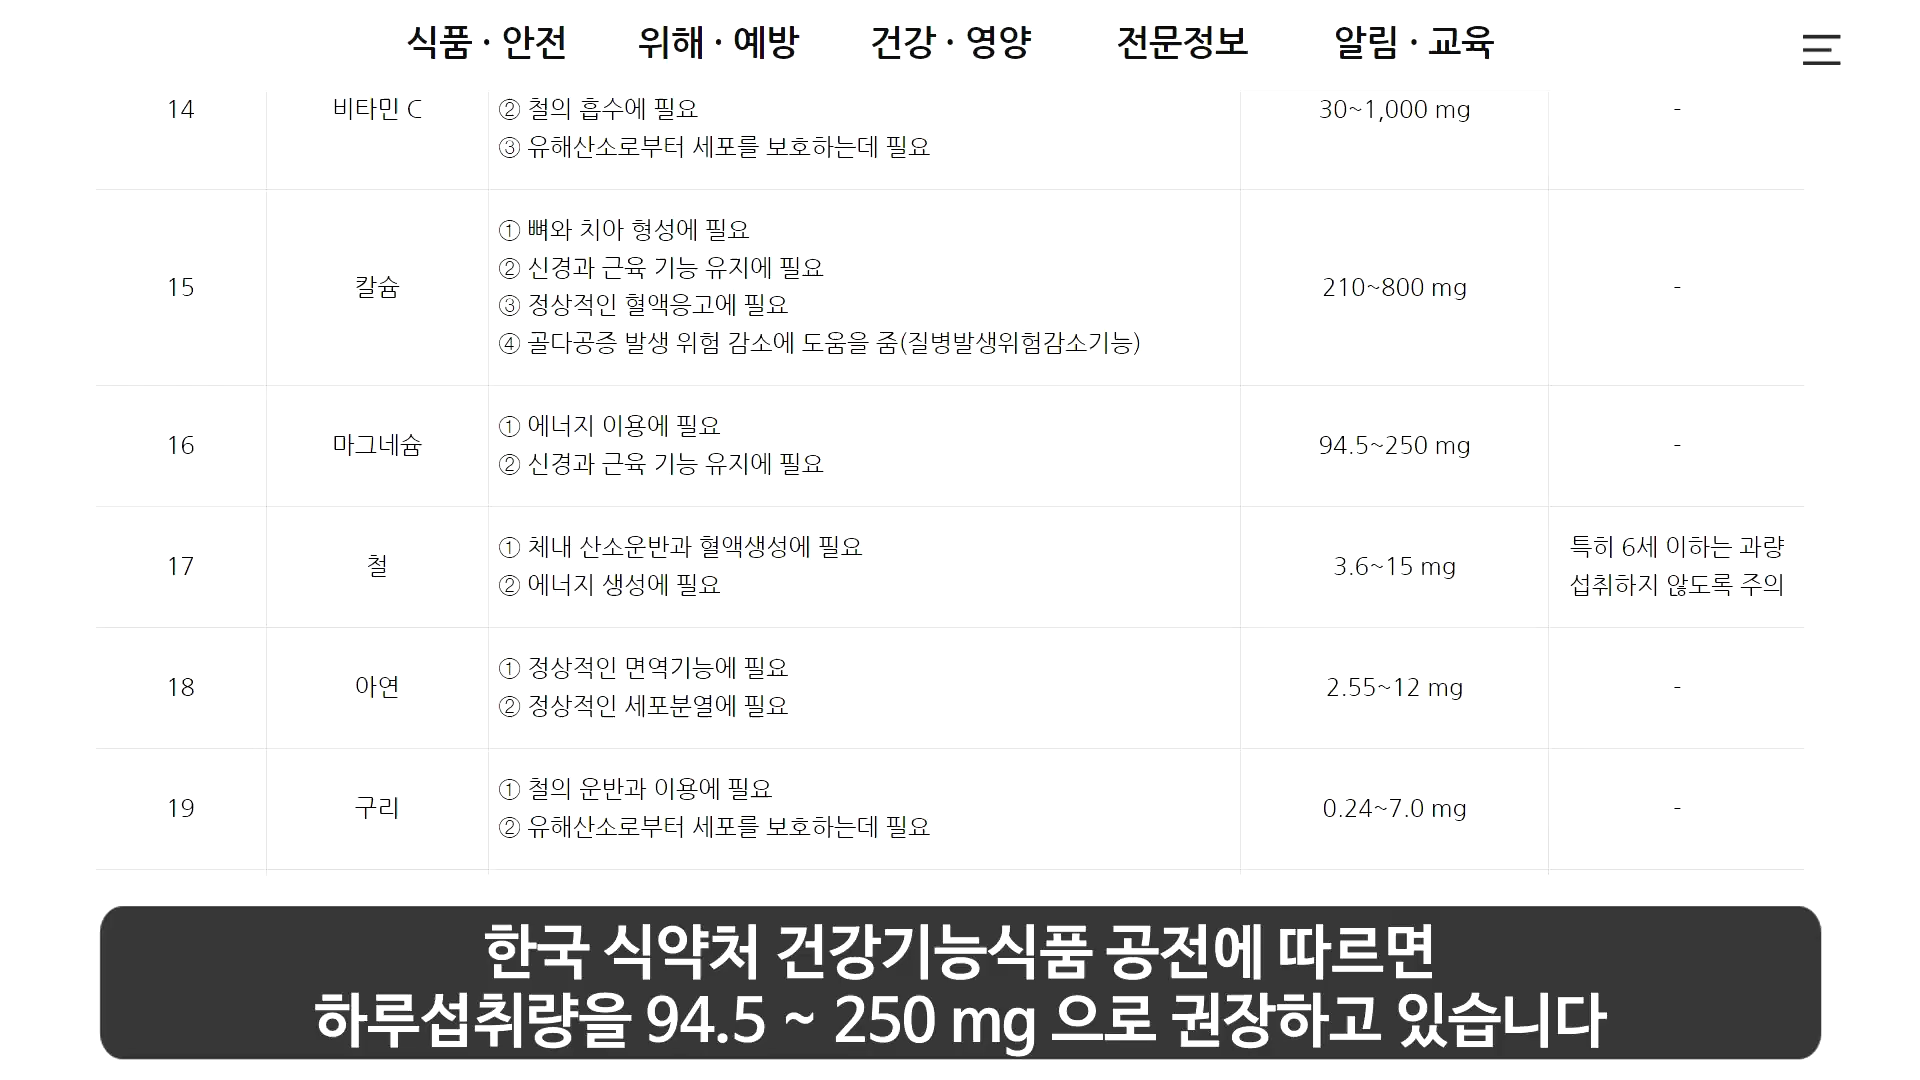 식품 · 안전 위해 · 예방 건강 · 영양 전문정보 알림 · 교육
14 비타민 C ② 철의 흡수에 필요 30~1,000 mg -
③ 유해산소로부터 세포를 보호하는데 필요
① 뼈와 치아 형성에 필요
② 신경과 근육 기능 유지에 필요
15 칼슘 210~800 mg -
③ 정상적인 혈액응고에 필요
④ 골다공증 발생 위험 감소에 도움을 줌(질병발생위험감소기능)
① 에너지 이용에 필요
16 마그네슘 94.5~250 mg -
② 신경과 근육 기능 유지에 필요
① 체내 산소운반과 혈액생성에 필요 특히 6세 이하는 과량
17 철 3.6~15 mg
② 에너지 생성에 필요 섭취하지 않도록 주의
① 정상적인 면역기능에 필요
18 아연 2.55~12 mg -
② 정상적인 세포분열에 필요
① 철의 운반과 이용에 필요
19 구리 0.24~7.0 mg -
② 유해산소로부터 세포를 보호하는데 필요
한국 식약처 건강기능식품 공전에 따르면
하루섭취량을 94.5 ~ 250 mg 으로 권장하고 있습니다